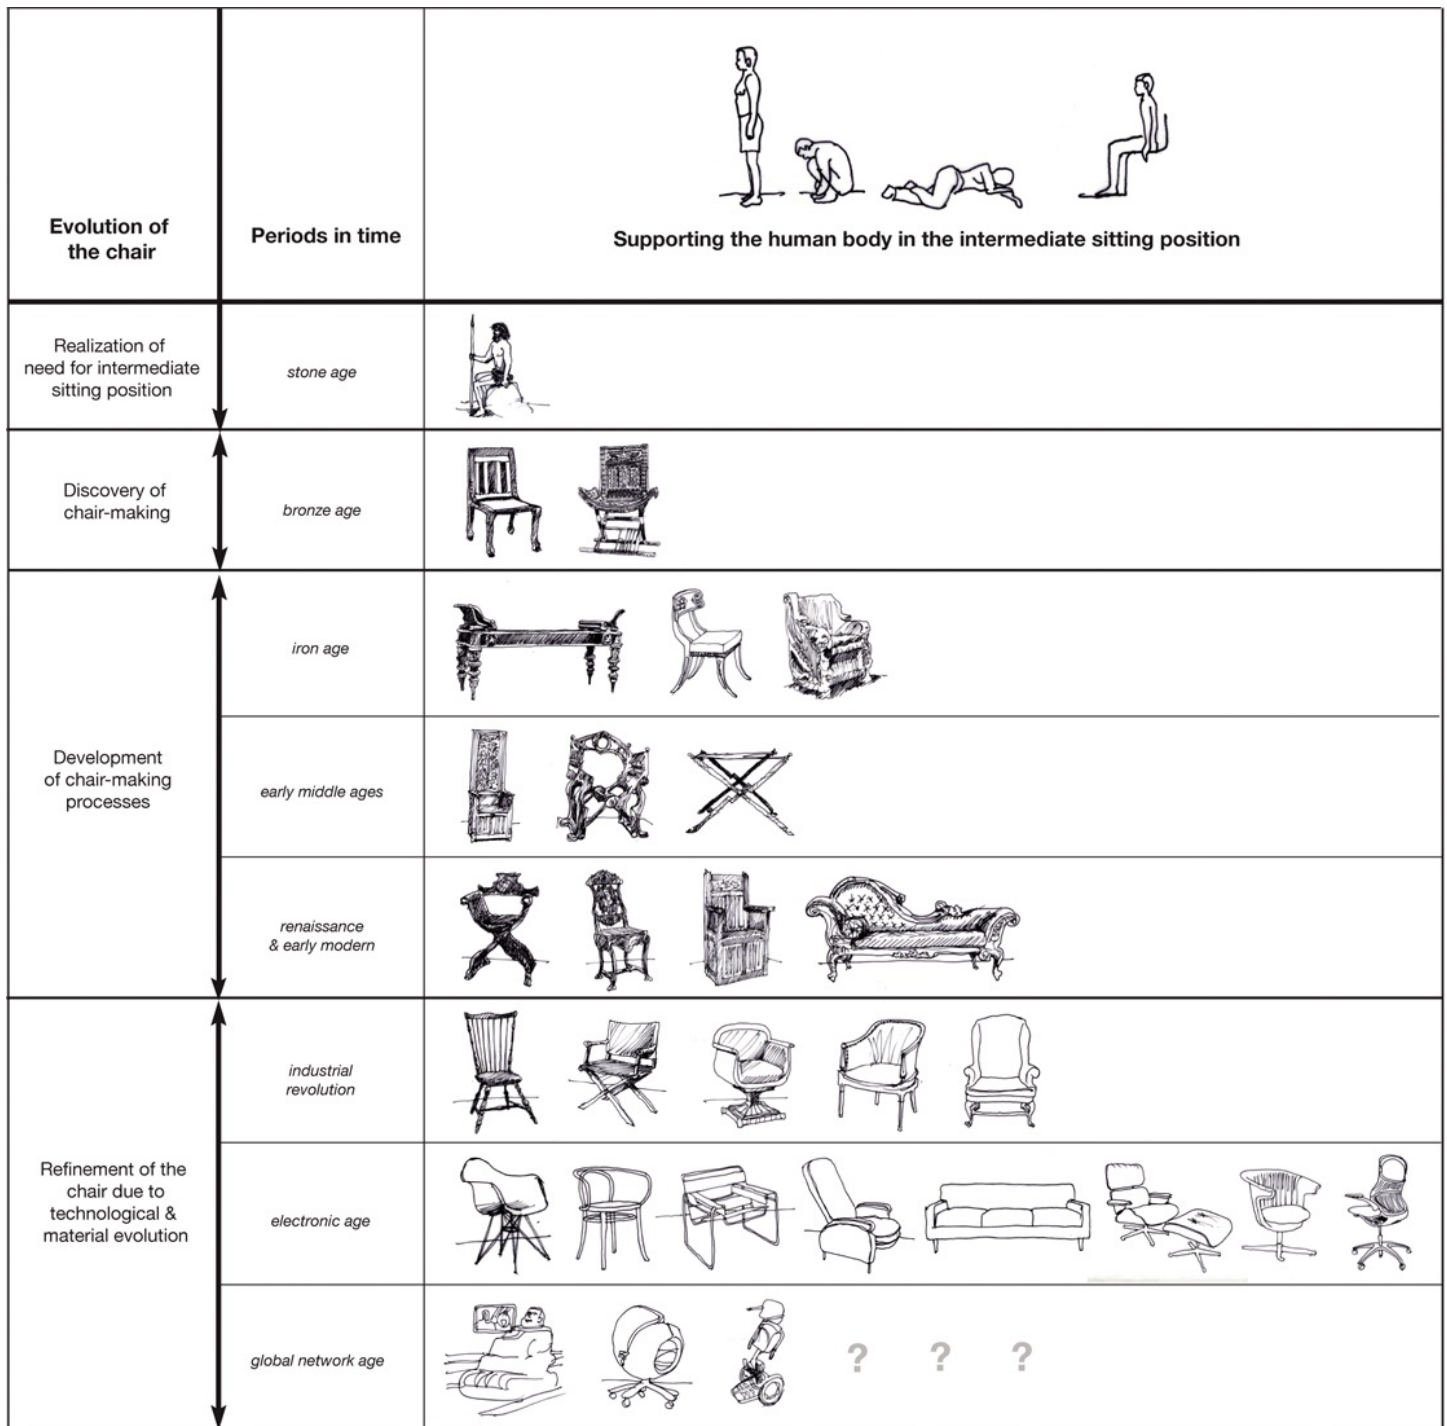 Evolution of
the chair
Periods in time
Supporting the human body in the intermediate sitting position
Realization of
need for intermediate
sitting position
stone age
Discovery of
chair-making
bronze age
Development
of chair-making
processes
iron age
early middle ages
renaissance
& early modern
Refinement of the
chair due to
technological &
material evolution
industrial
revolution
electronic age
global network age
? ? ?